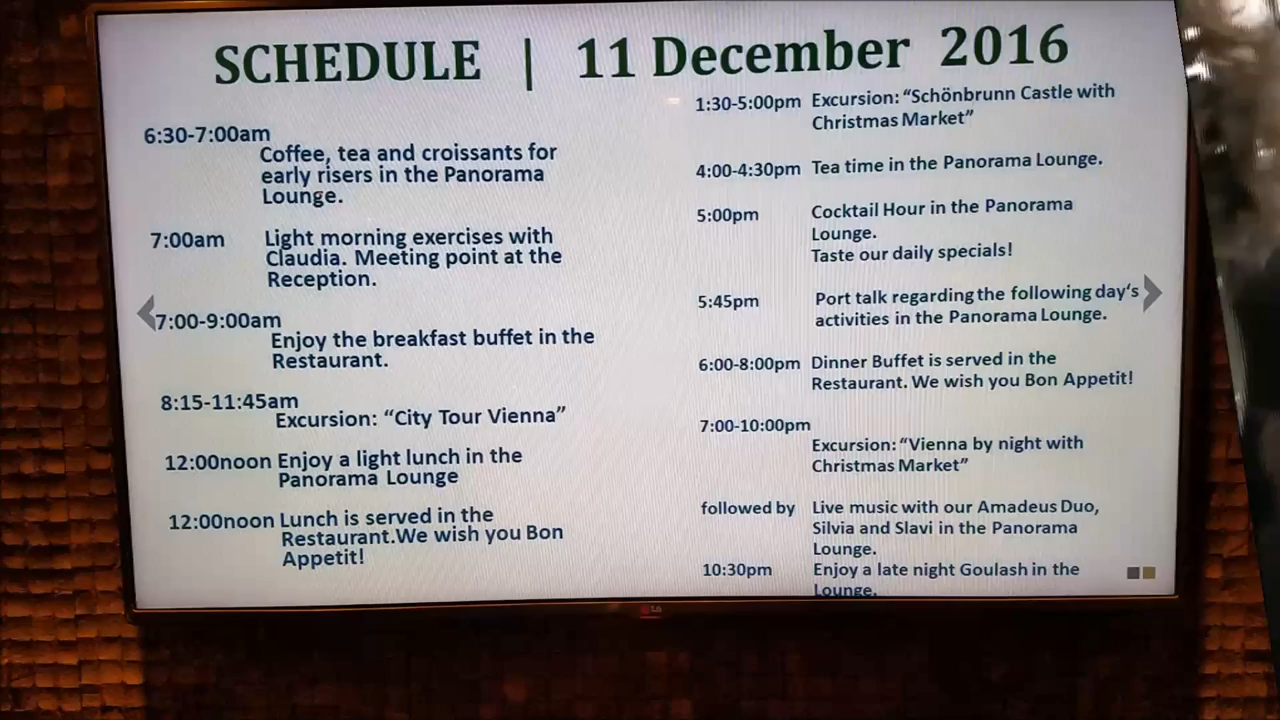 SCHEDULE | 11 December 2016
6:30-7:00am
Coffee, tea and croissants for
early risers in the Panorama
Lounge.
7:00am Light morning exercises with
Claudia. Meeting point at the
Reception.
7:00-9:00am
Enjoy the breakfast buffet in the
Restaurant.
8:15-11:45am
Excursion: “City Tour Vienna”
12:00noon Enjoy a light lunch in the
Panorama Lounge
12:00noon Lunch is served in the
Restaurant.We wish you Bon
Appetit!
1:30-5:00pm Excursion: “Schönbrunn Castle with
Christmas Market”
4:00-4:30pm Tea time in the Panorama Lounge.
5:00pm Cocktail Hour in the Panorama
Lounge.
Taste our daily specials!
5:45pm Port talk regarding the following day‘s
activities in the Panorama Lounge.
6:00-8:00pm Dinner Buffet is served in the
Restaurant. We wish you Bon Appetit!
7:00-10:00pm
Excursion: “Vienna by night with
Christmas Market”
followed by Live music with our Amadeus Duo,
Silvia and Slavi in the Panorama
Lounge.
10:30pm Enjoy a late night Goulash in the
Lounge.
LG